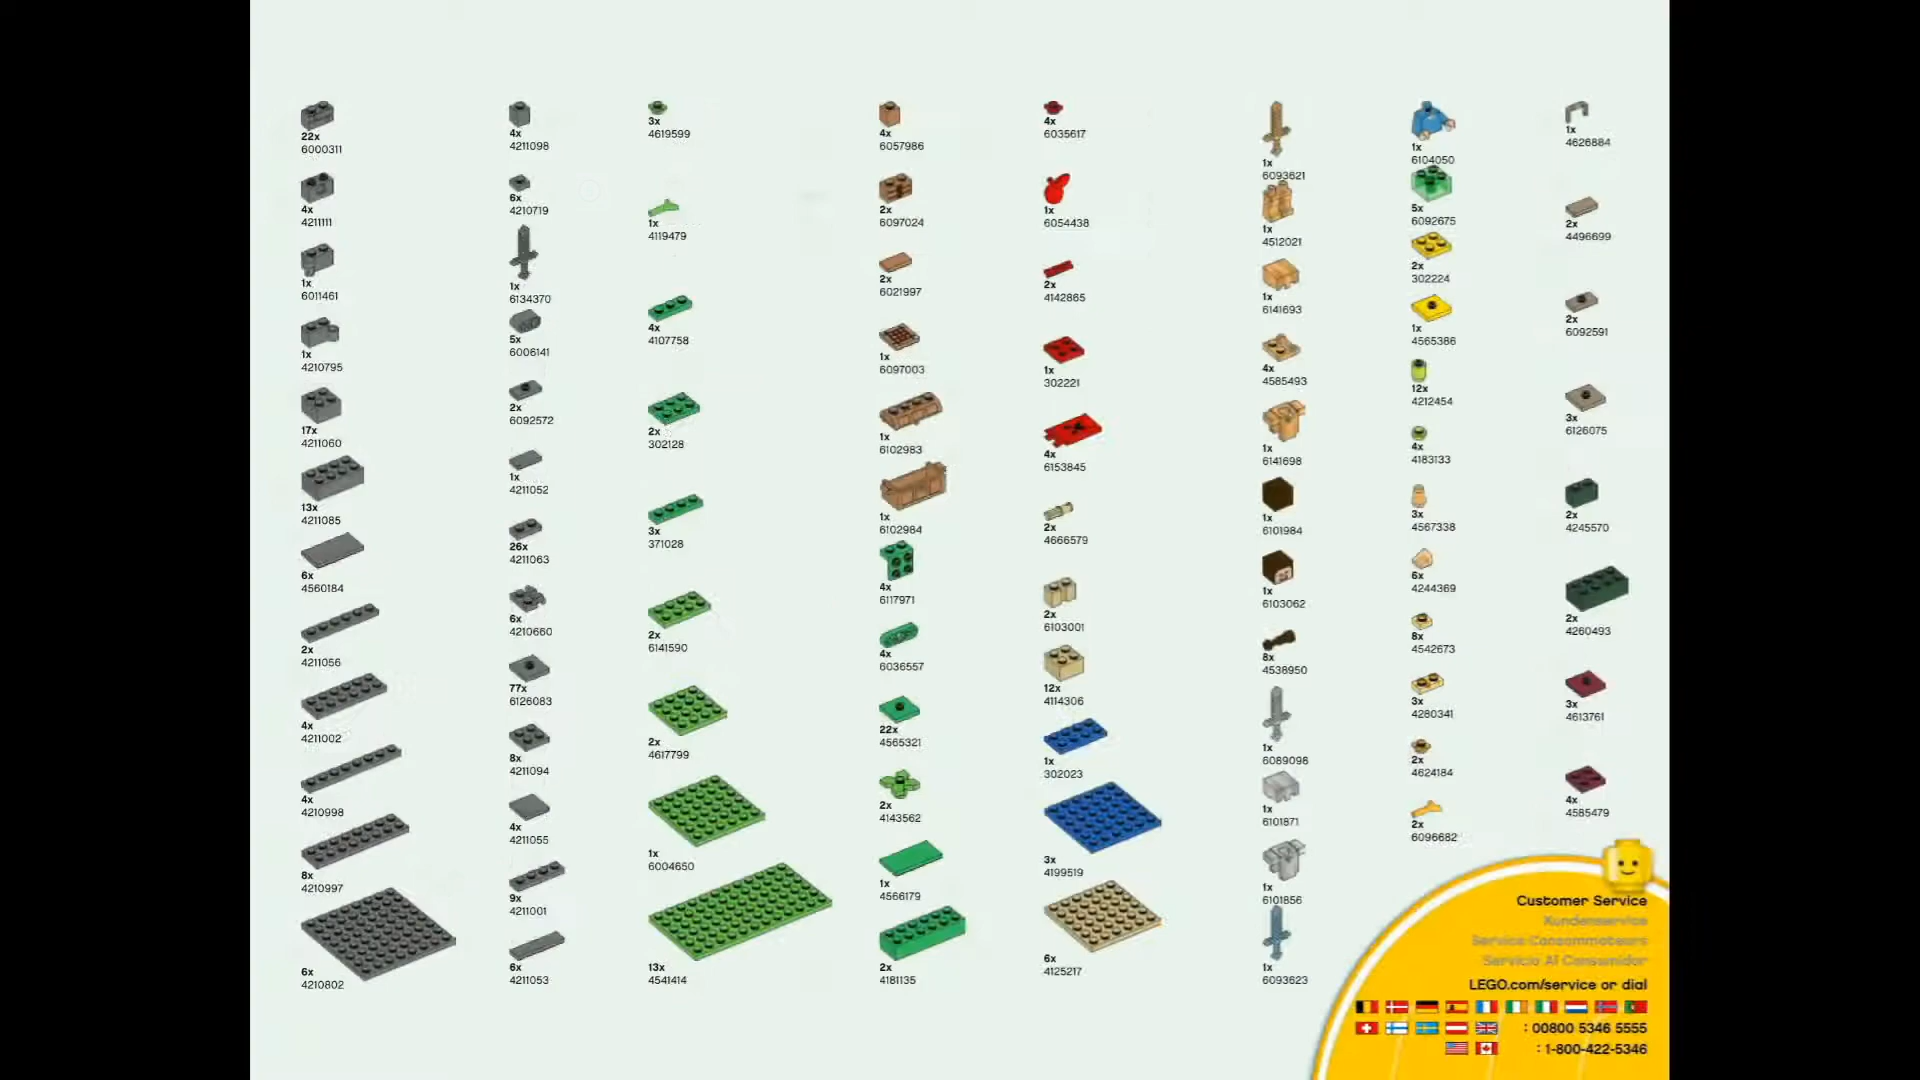 22x
6000311
4x
4211111
1x
6011461
1x
4210795
17x
4211060
13x
4211085
6x
4560184
2x
4211056
4x
4211002
4x
4210998
8x
4210997
6x
4210802
4x
4211098
6x
4210719
1x
6134370
5x
6006141
2x
6092572
1x
4211052
26x
4211063
6x
4210660
77x
6126083
8x
4211094
4x
4211055
9x
4211001
6x
4211053
3x
4619599
1x
4119479
4x
4107758
2x
302128
3x
371028
2x
6141590
2x
4617799
1x
6004650
13x
4541414
4x
6057986
2x
6097024
2x
6021997
1x
6097003
1x
6102983
1x
6102984
4x
6117971
4x
6036557
22x
4565321
2x
4143562
1x
4566179
2x
4181135
4x
6035617
1x
6054438
2x
4142865
1x
302221
4x
6153845
2x
4666579
2x
6103001
12x
4114306
1x
302023
3x
4199519
6x
4125217
1x
6093621
1x
4512021
1x
6141693
4x
4585493
1x
6141698
1x
6101984
1x
6103062
8x
4538950
1x
6089098
1x
6101871
1x
6101856
1x
6093623
1x
6104050
5x
6092675
2x
302224
1x
4565386
12x
4212454
4x
4183133
3x
4567338
6x
4244369
8x
4542673
3x
4280341
2x
4624184
2x
6096682
1x
4626884
2x
4496699
2x
6092591
3x
6126075
2x
4245570
2x
4260493
3x
4613761
4x
4585479
Customer Service
Kundenservice
Service Consommateurs
Servicio Al Consumidor
LEGO.com/service or dial
: 00800 5346 5555
: 1-800-422-5346